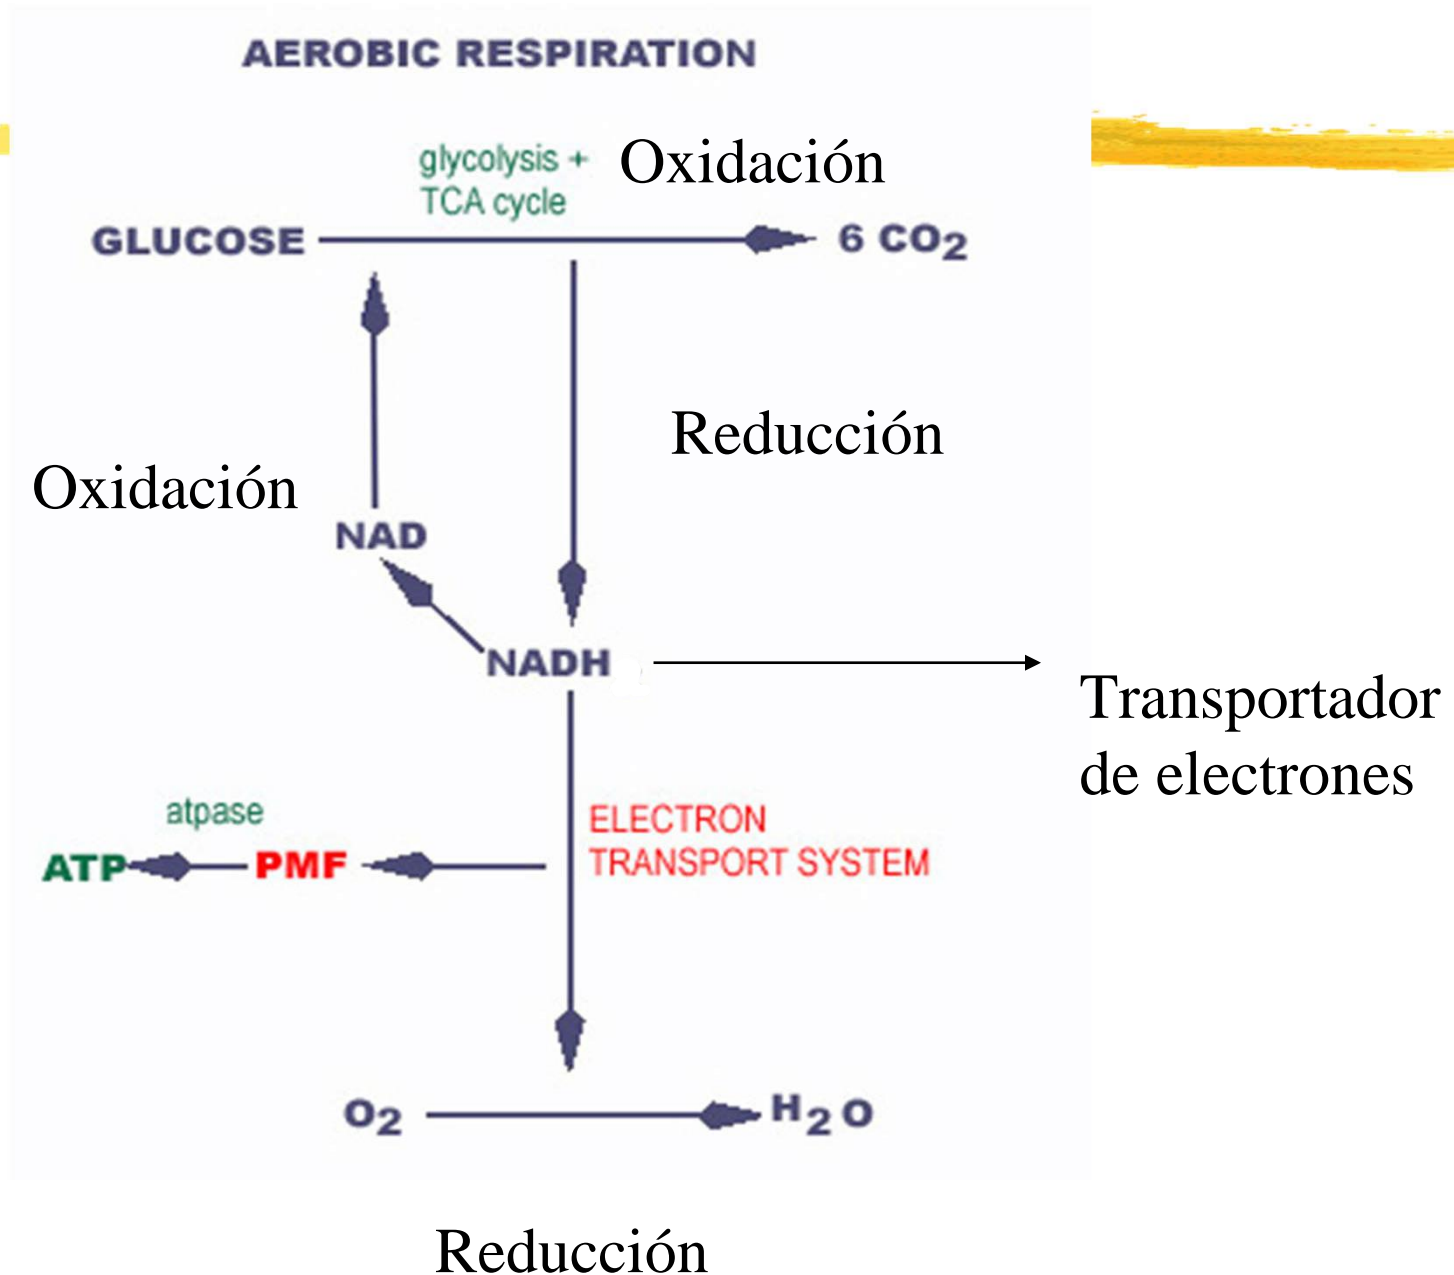 AEROBIC RESPIRATION
glycolysis + Oxidación
TCA cycle
GLUCOSE 6 CO2
Reducción
Oxidación
NAD
NADH
Transportador
de electrones
atpase
ELECTRON
TRANSPORT SYSTEM
ATP PMF
O2 H2O
Reducción